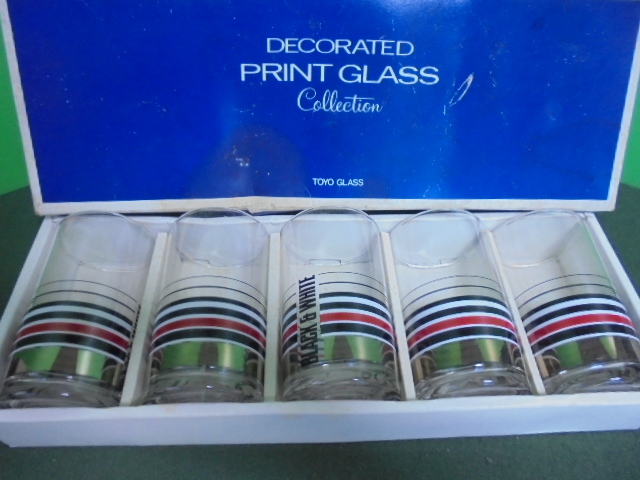 DECORATED
PRINT GLASS
Collection
TOYO GLASS
BLACK & WHITE